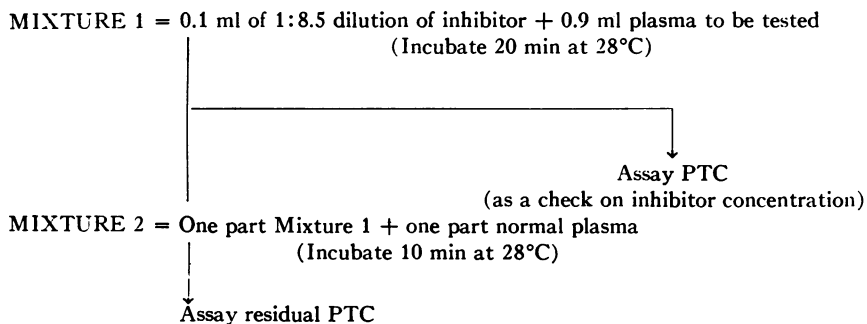 MIXTURE 1 = 0.1 ml of 1:8.5 dilution of inhibitor + 0.9 ml plasma to be tested
(Incubate 20 min at 28°C)
Assay PTC
(as a check on inhibitor concentration)
MIXTURE 2 = One part Mixture 1 + one part normal plasma
(Incubate 10 min at 28°C)
Assay residual PTC